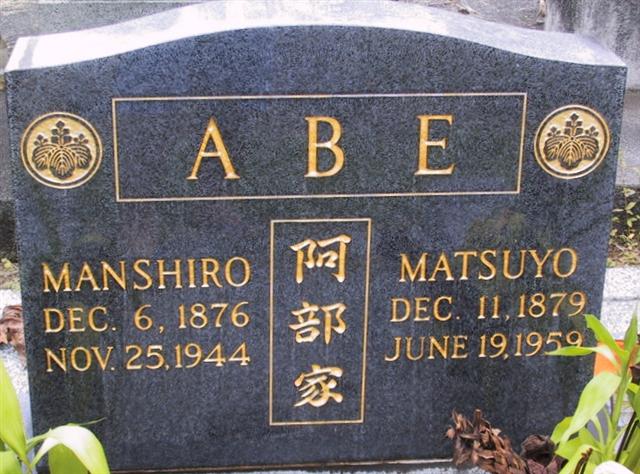 ABE
MANSHIRO
DEC. 6, 1876
NOV. 25, 1944
阿部家
MATSUYO
DEC. 11, 1879
JUNE 19, 1959